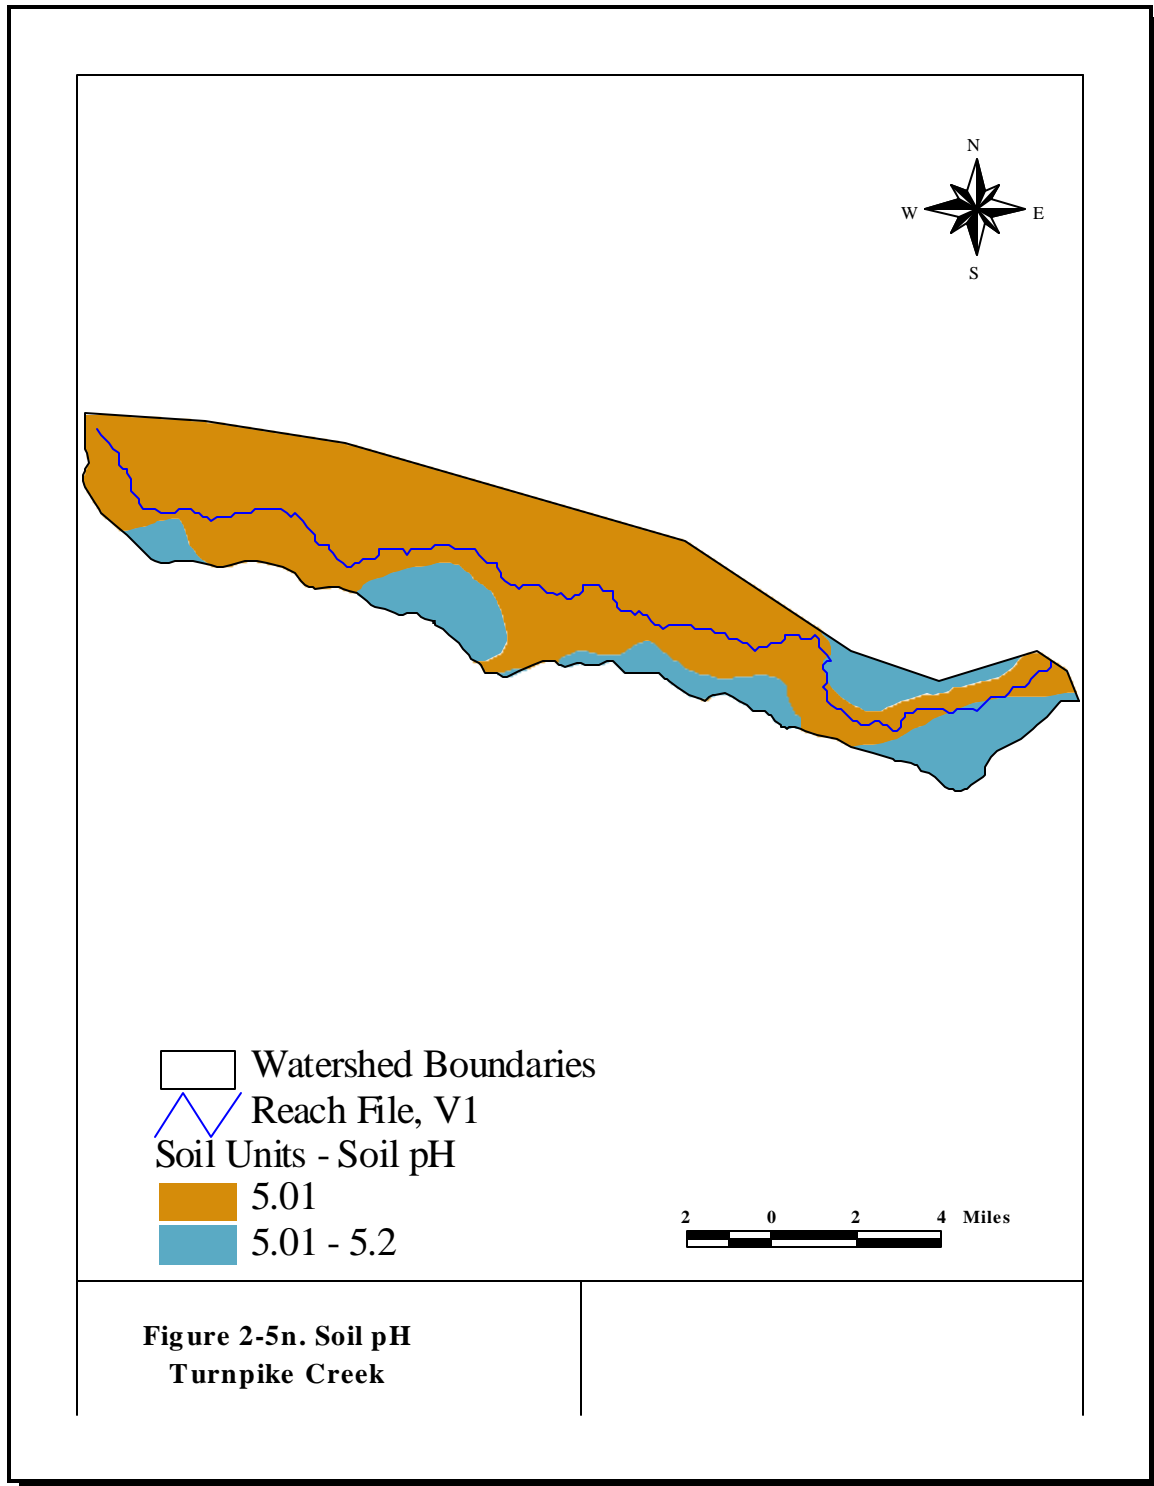 N
W E
S
Watershed Boundaries
Reach File, V1
Soil Units - Soil pH
5.01
5.01 - 5.2
2 0 2 4 Miles
Figure 2-5n. Soil pH
Turnpike Creek